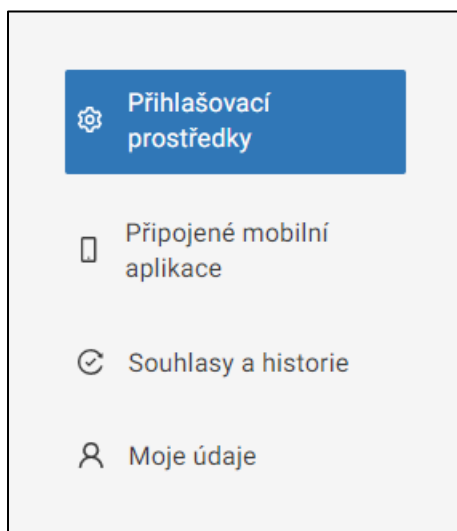 Přihlašovací
prostředky
Připojené mobilní
aplikace
Souhlasy a historie
Moje údaje